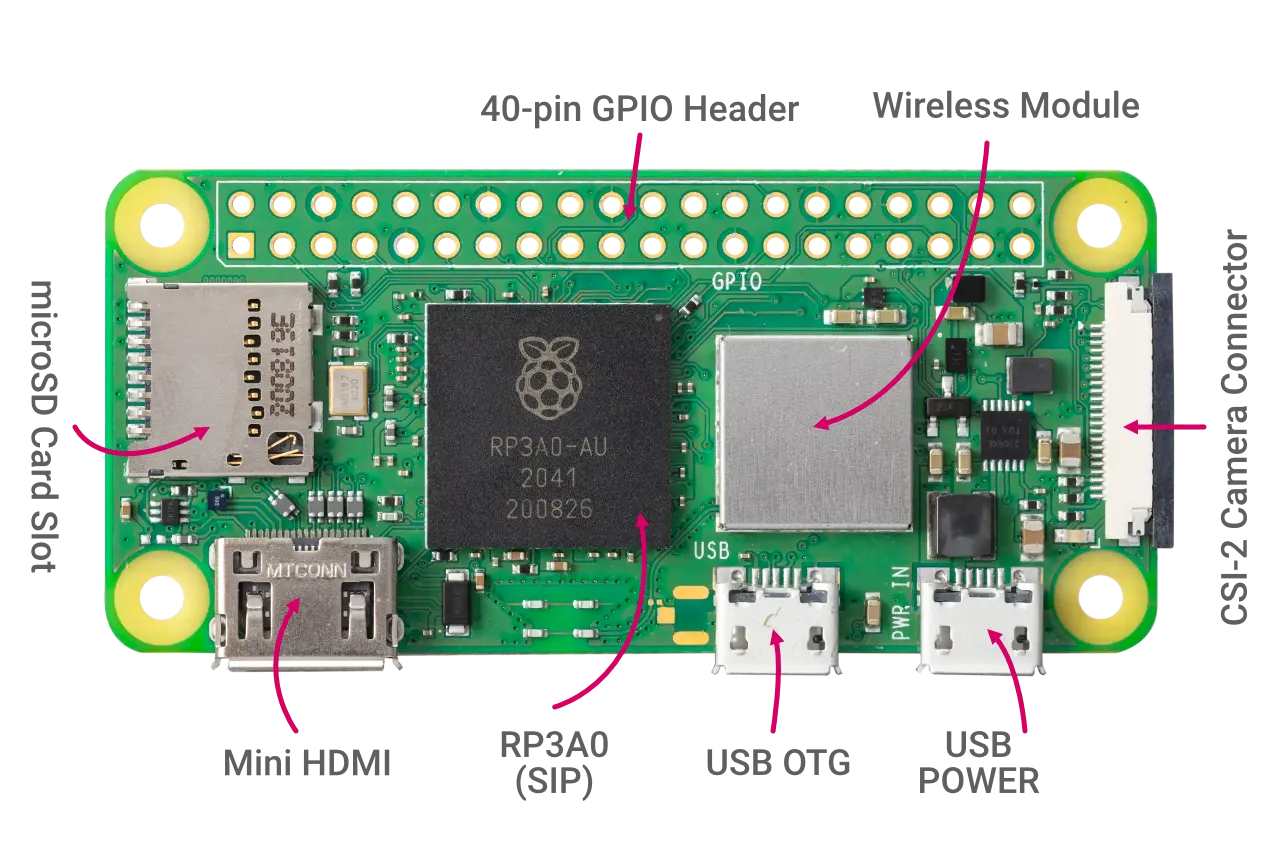 40-pin GPIO Header
Wireless Module
GPIO
microSD Card Slot
CSI-2 Camera Connector
RP3A0-AU
2041
200826
USB
MTCONN
PWR IN
Mini HDMI
RP3A0
(SIP)
USB OTG
USB
POWER